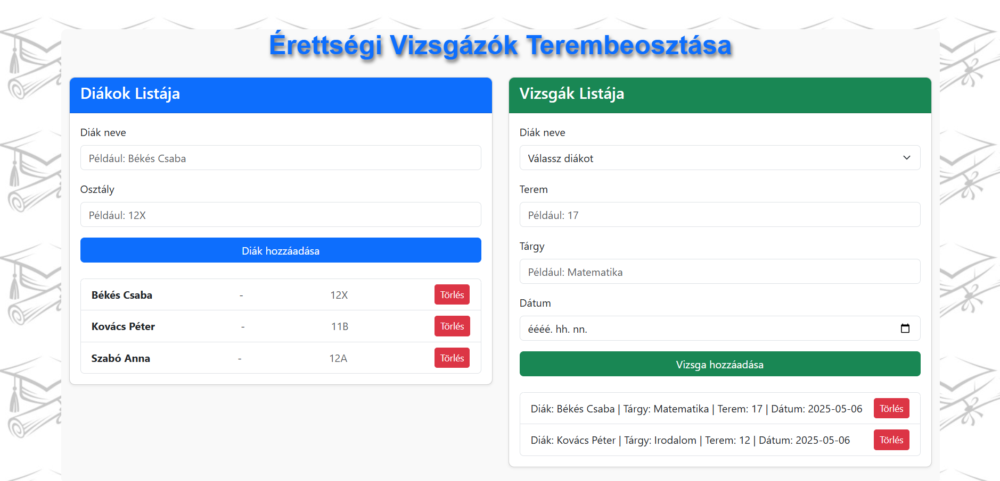 Érettségi Vizsgázók Terembeosztása
Diákok Listája
Diák neve
Például: Békés Csaba
Osztály
Például: 12X
Diák hozzáadása
Békés Csaba - 12X Törlés
Kovács Péter - 11B Törlés
Szabó Anna - 12A Törlés
Vizsgák Listája
Diák neve
Válassz diákot
Terem
Például: 17
Tárgy
Például: Matematika
Dátum
éééé. hh. nn.
Vizsga hozzáadása
Diák: Békés Csaba | Tárgy: Matematika | Terem: 17 | Dátum: 2025-05-06 Törlés
Diák: Kovács Péter | Tárgy: Irodalom | Terem: 12 | Dátum: 2025-05-06 Törlés